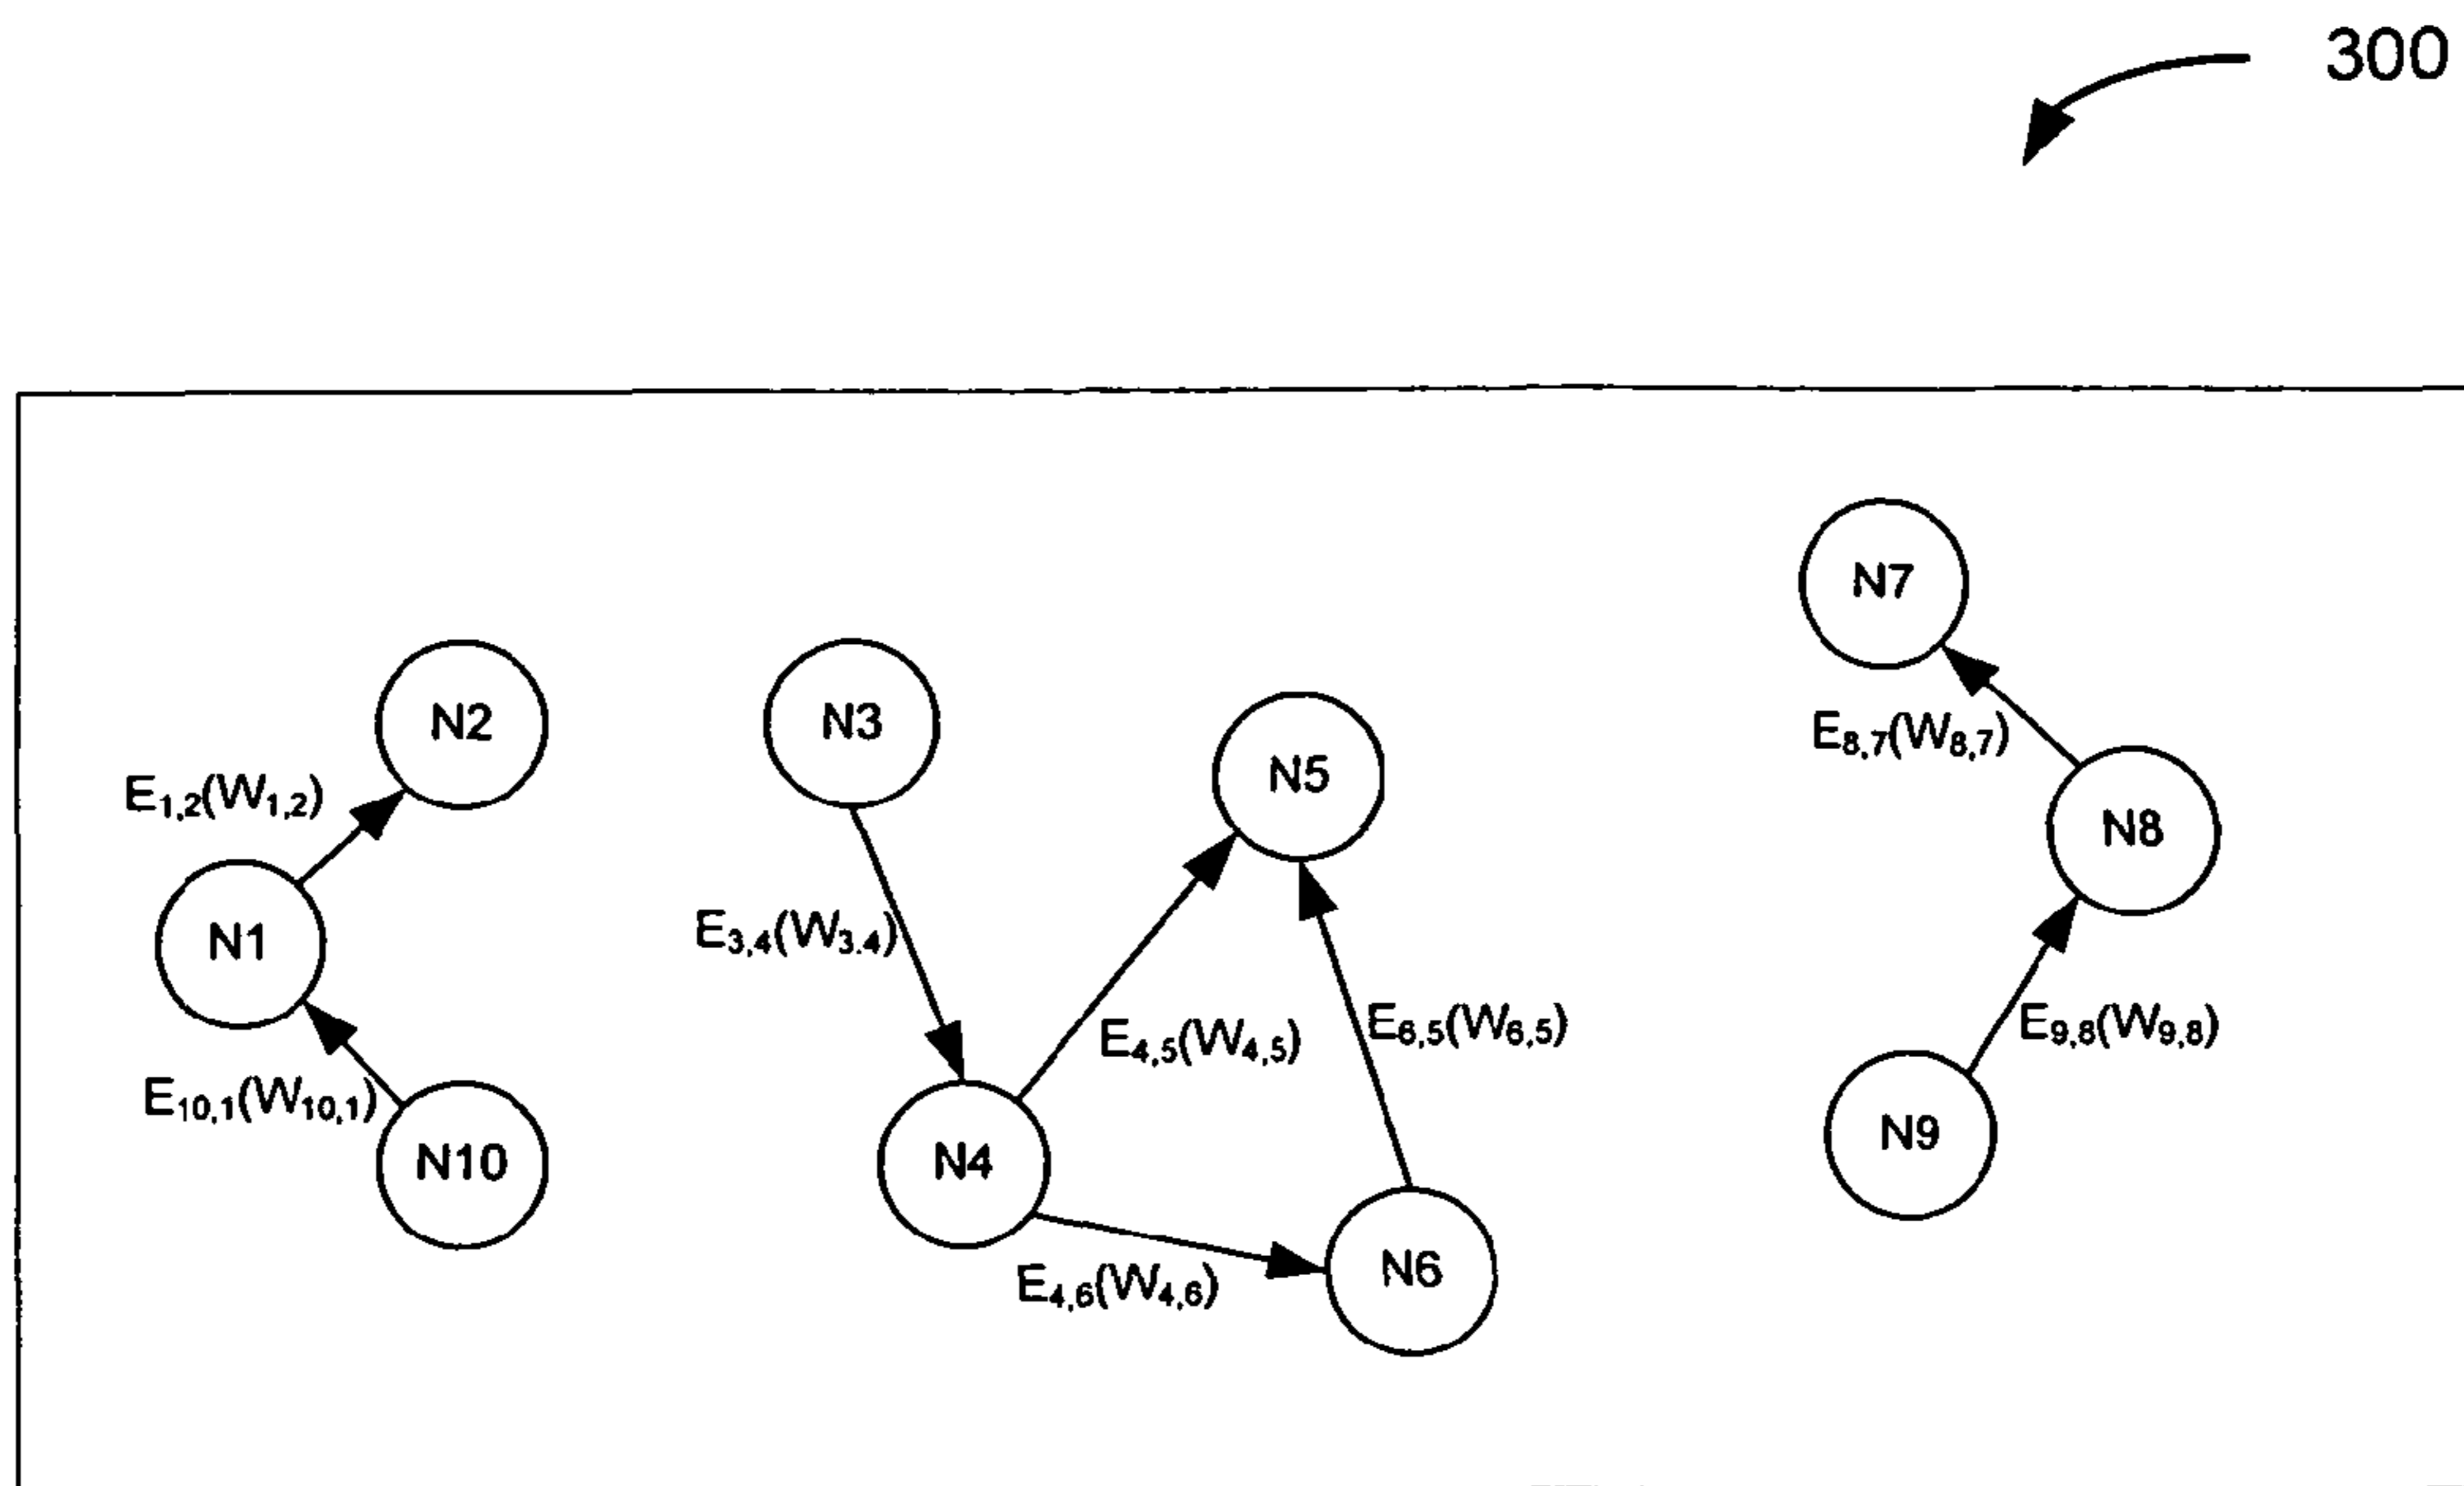 300
N7
N2
N3
N5
E8,7(W8,7)
E1,2(W1,2)
N8
N1
E3,4(W3.4)
E4,5(W4,5)
E6,5(W6,5)
E9,8(W9,8)
E10,1(W10,1)
N10
N4
N9
E4,6(W4,6)
N6